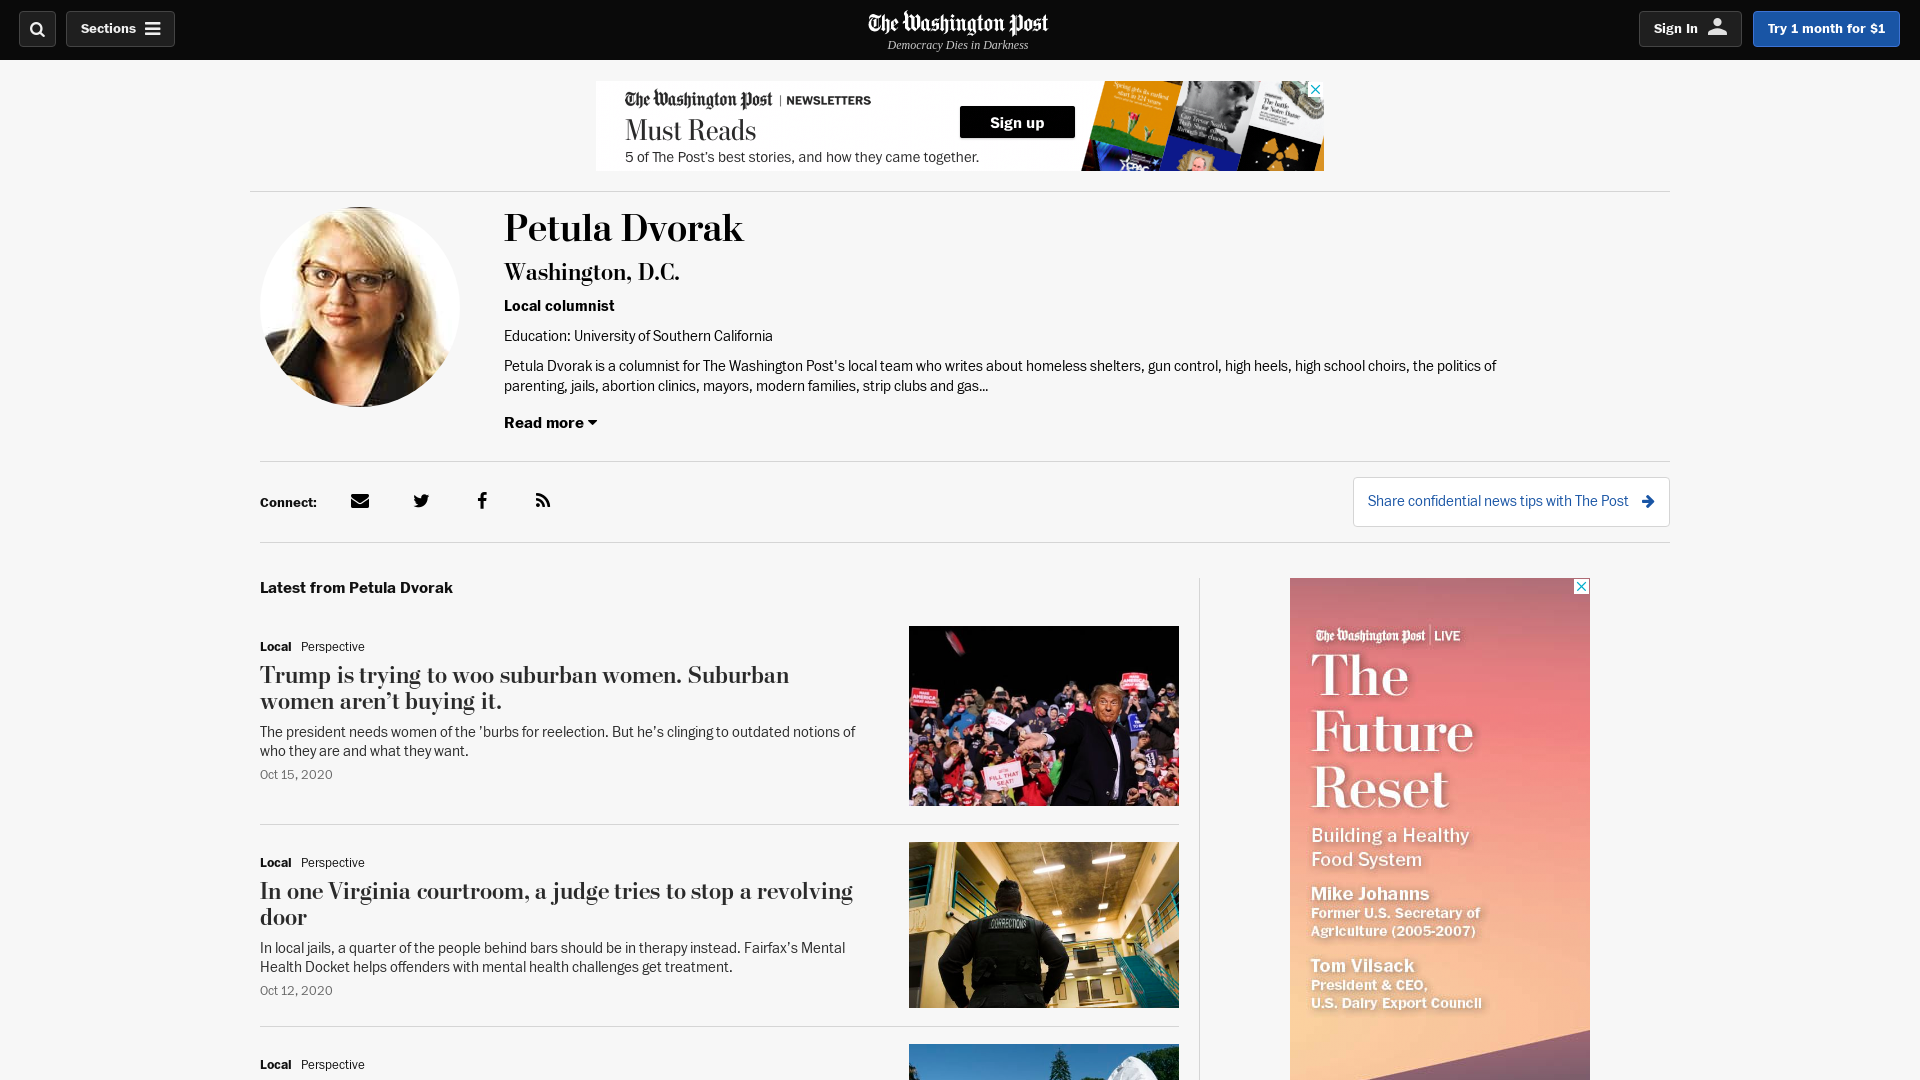 Sections
The Washington Post
Democracy Dies in Darkness
Sign In
Try 1 month for $1
The Washington Post | NEWSLETTERS
Must Reads
5 of The Post's best stories, and how they came together.
Sign up
Petula Dvorak
Washington, D.C.
Local columnist
Education: University of Southern California
Petula Dvorak is a columnist for The Washington Post's local team who writes about homeless shelters, gun control, high heels, high school choirs, the politics of
parenting, jails, abortion clinics, mayors, modern families, strip clubs and gas...
Read more
Connect:
Share confidential news tips with The Post
Latest from Petula Dvorak
Local Perspective
Trump is trying to woo suburban women. Suburban
women aren’t buying it.
The president needs women of the ’burbs for reelection. But he’s clinging to outdated notions of
who they are and what they want.
Oct 15, 2020
FILL THAT
SEAT!
Local Perspective
In one Virginia courtroom, a judge tries to stop a revolving
door
In local jails, a quarter of the people behind bars should be in therapy instead. Fairfax’s Mental
Health Docket helps offenders with mental health challenges get treatment.
Oct 12, 2020
CORRECTIONS
Local Perspective
The Washington Post | LIVE
The
Future
Reset
Building a Healthy
Food System
Mike Johanns
Former U.S. Secretary of
Agriculture (2005-2007)
Tom Vilsack
President & CEO,
U.S. Dairy Export Council